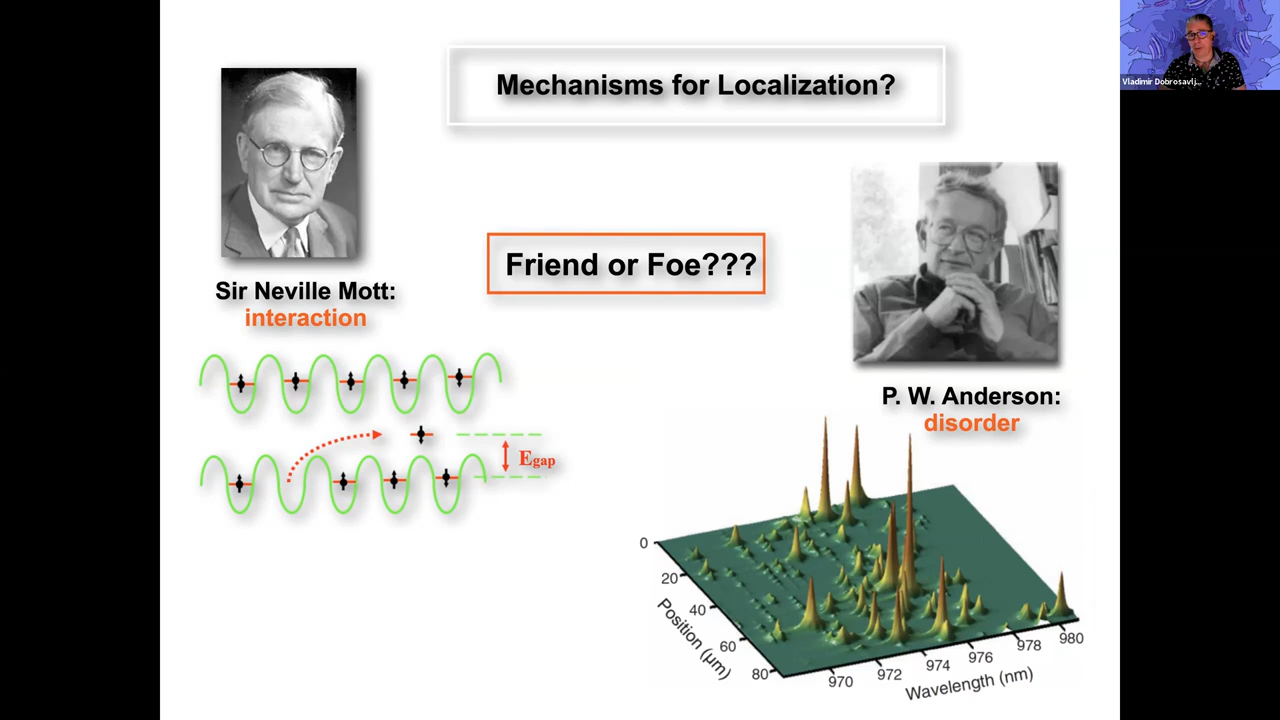 Mechanisms for Localization?
Vladimir Dobrosavlj...
Friend or Foe???
Sir Neville Mott:
interaction
P. W. Anderson:
disorder
Egap
0
20
40
60
80
Position (μm)
970
972
974
976
978
980
Wavelength (nm)